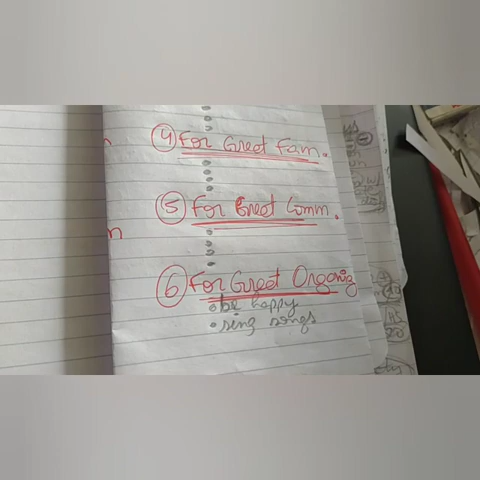 ④ For Great Fam.
⑤ For Great Comm.
⑥ For Great Organiz
• be happy
• sing songs